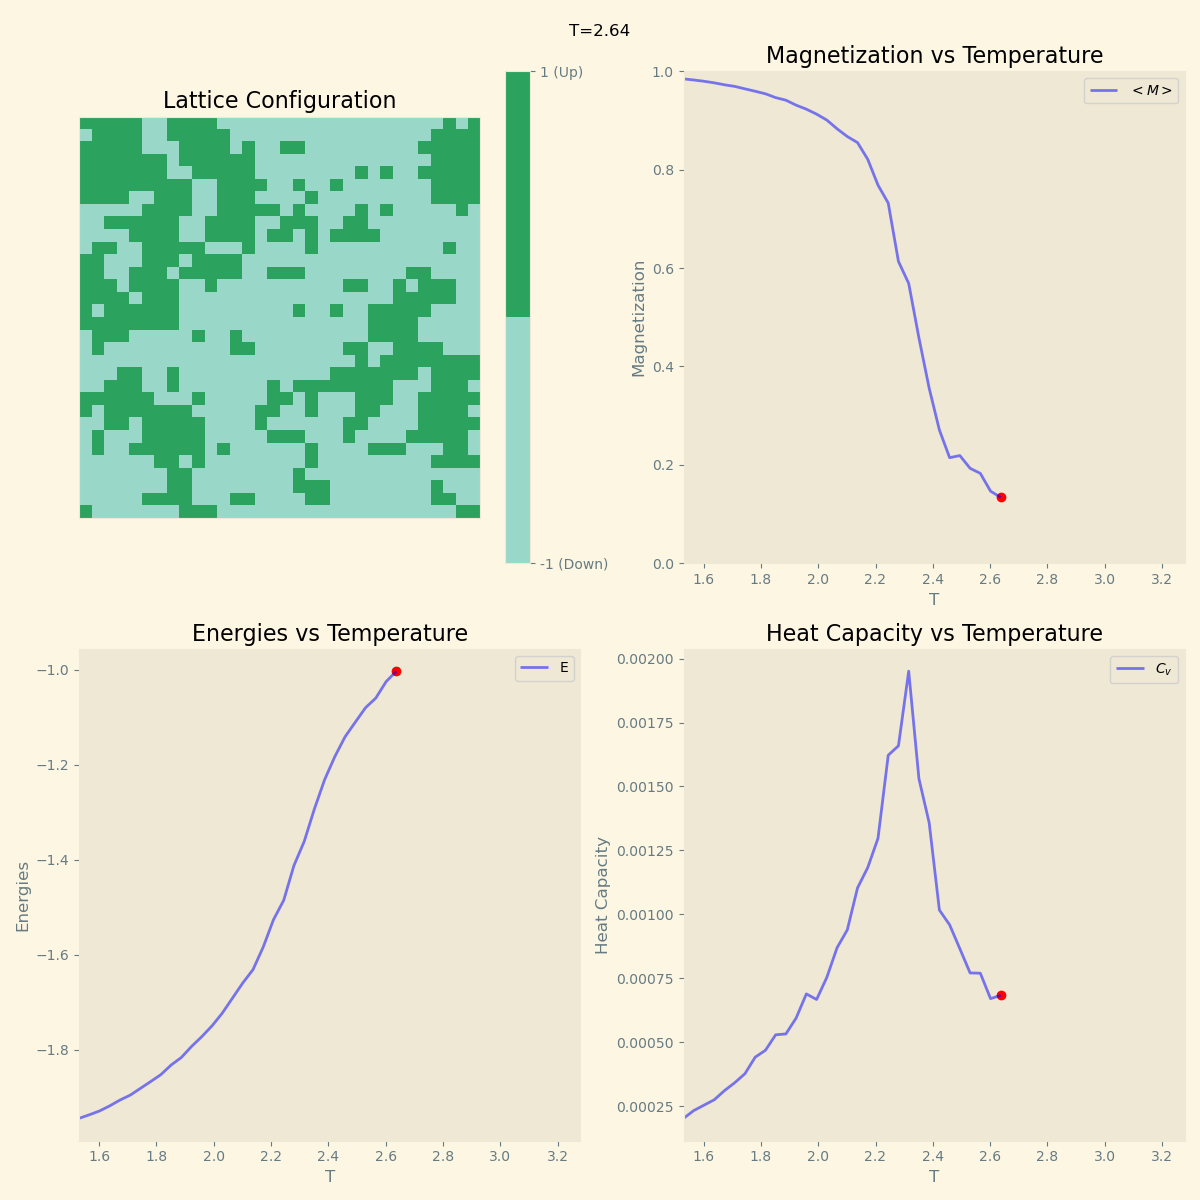 T=2.64
Lattice Configuration
1 (Up)
-1 (Down)
Magnetization vs Temperature
<M>
Magnetization
1.0
0.8
0.6
0.4
0.2
0.0
1.6 1.8 2.0 2.2 2.4 2.6 2.8 3.0 3.2
T
Energies vs Temperature
E
Energies
−1.0
−1.2
−1.4
−1.6
−1.8
1.6 1.8 2.0 2.2 2.4 2.6 2.8 3.0 3.2
T
Heat Capacity vs Temperature
Cv
Heat Capacity
0.00200
0.00175
0.00150
0.00125
0.00100
0.00075
0.00050
0.00025
1.6 1.8 2.0 2.2 2.4 2.6 2.8 3.0 3.2
T